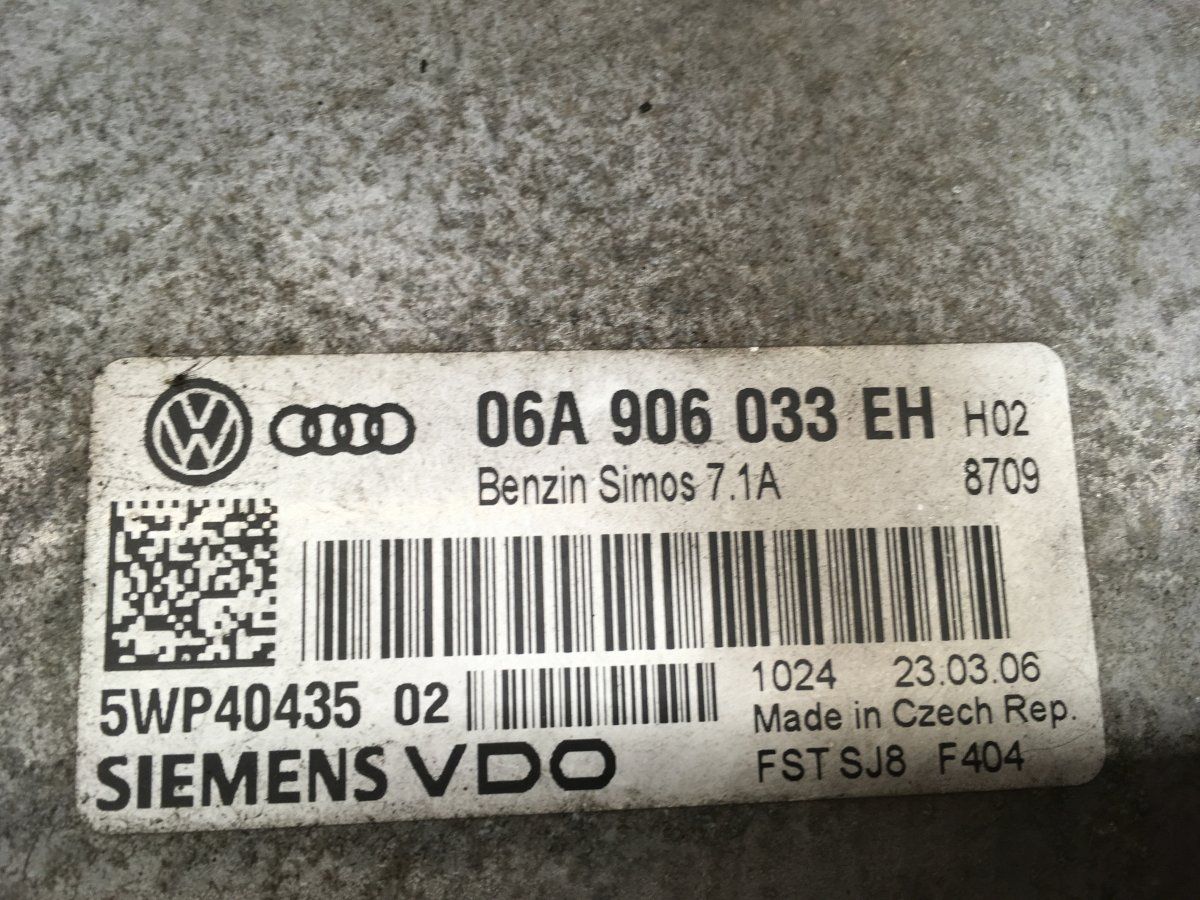 06A 906 033 EH H02
Benzin Simos 7.1A 8709
5WP40435 02
1024 23.03.06
Made in Czech Rep.
SIEMENS VDO
FST SJ8 F404